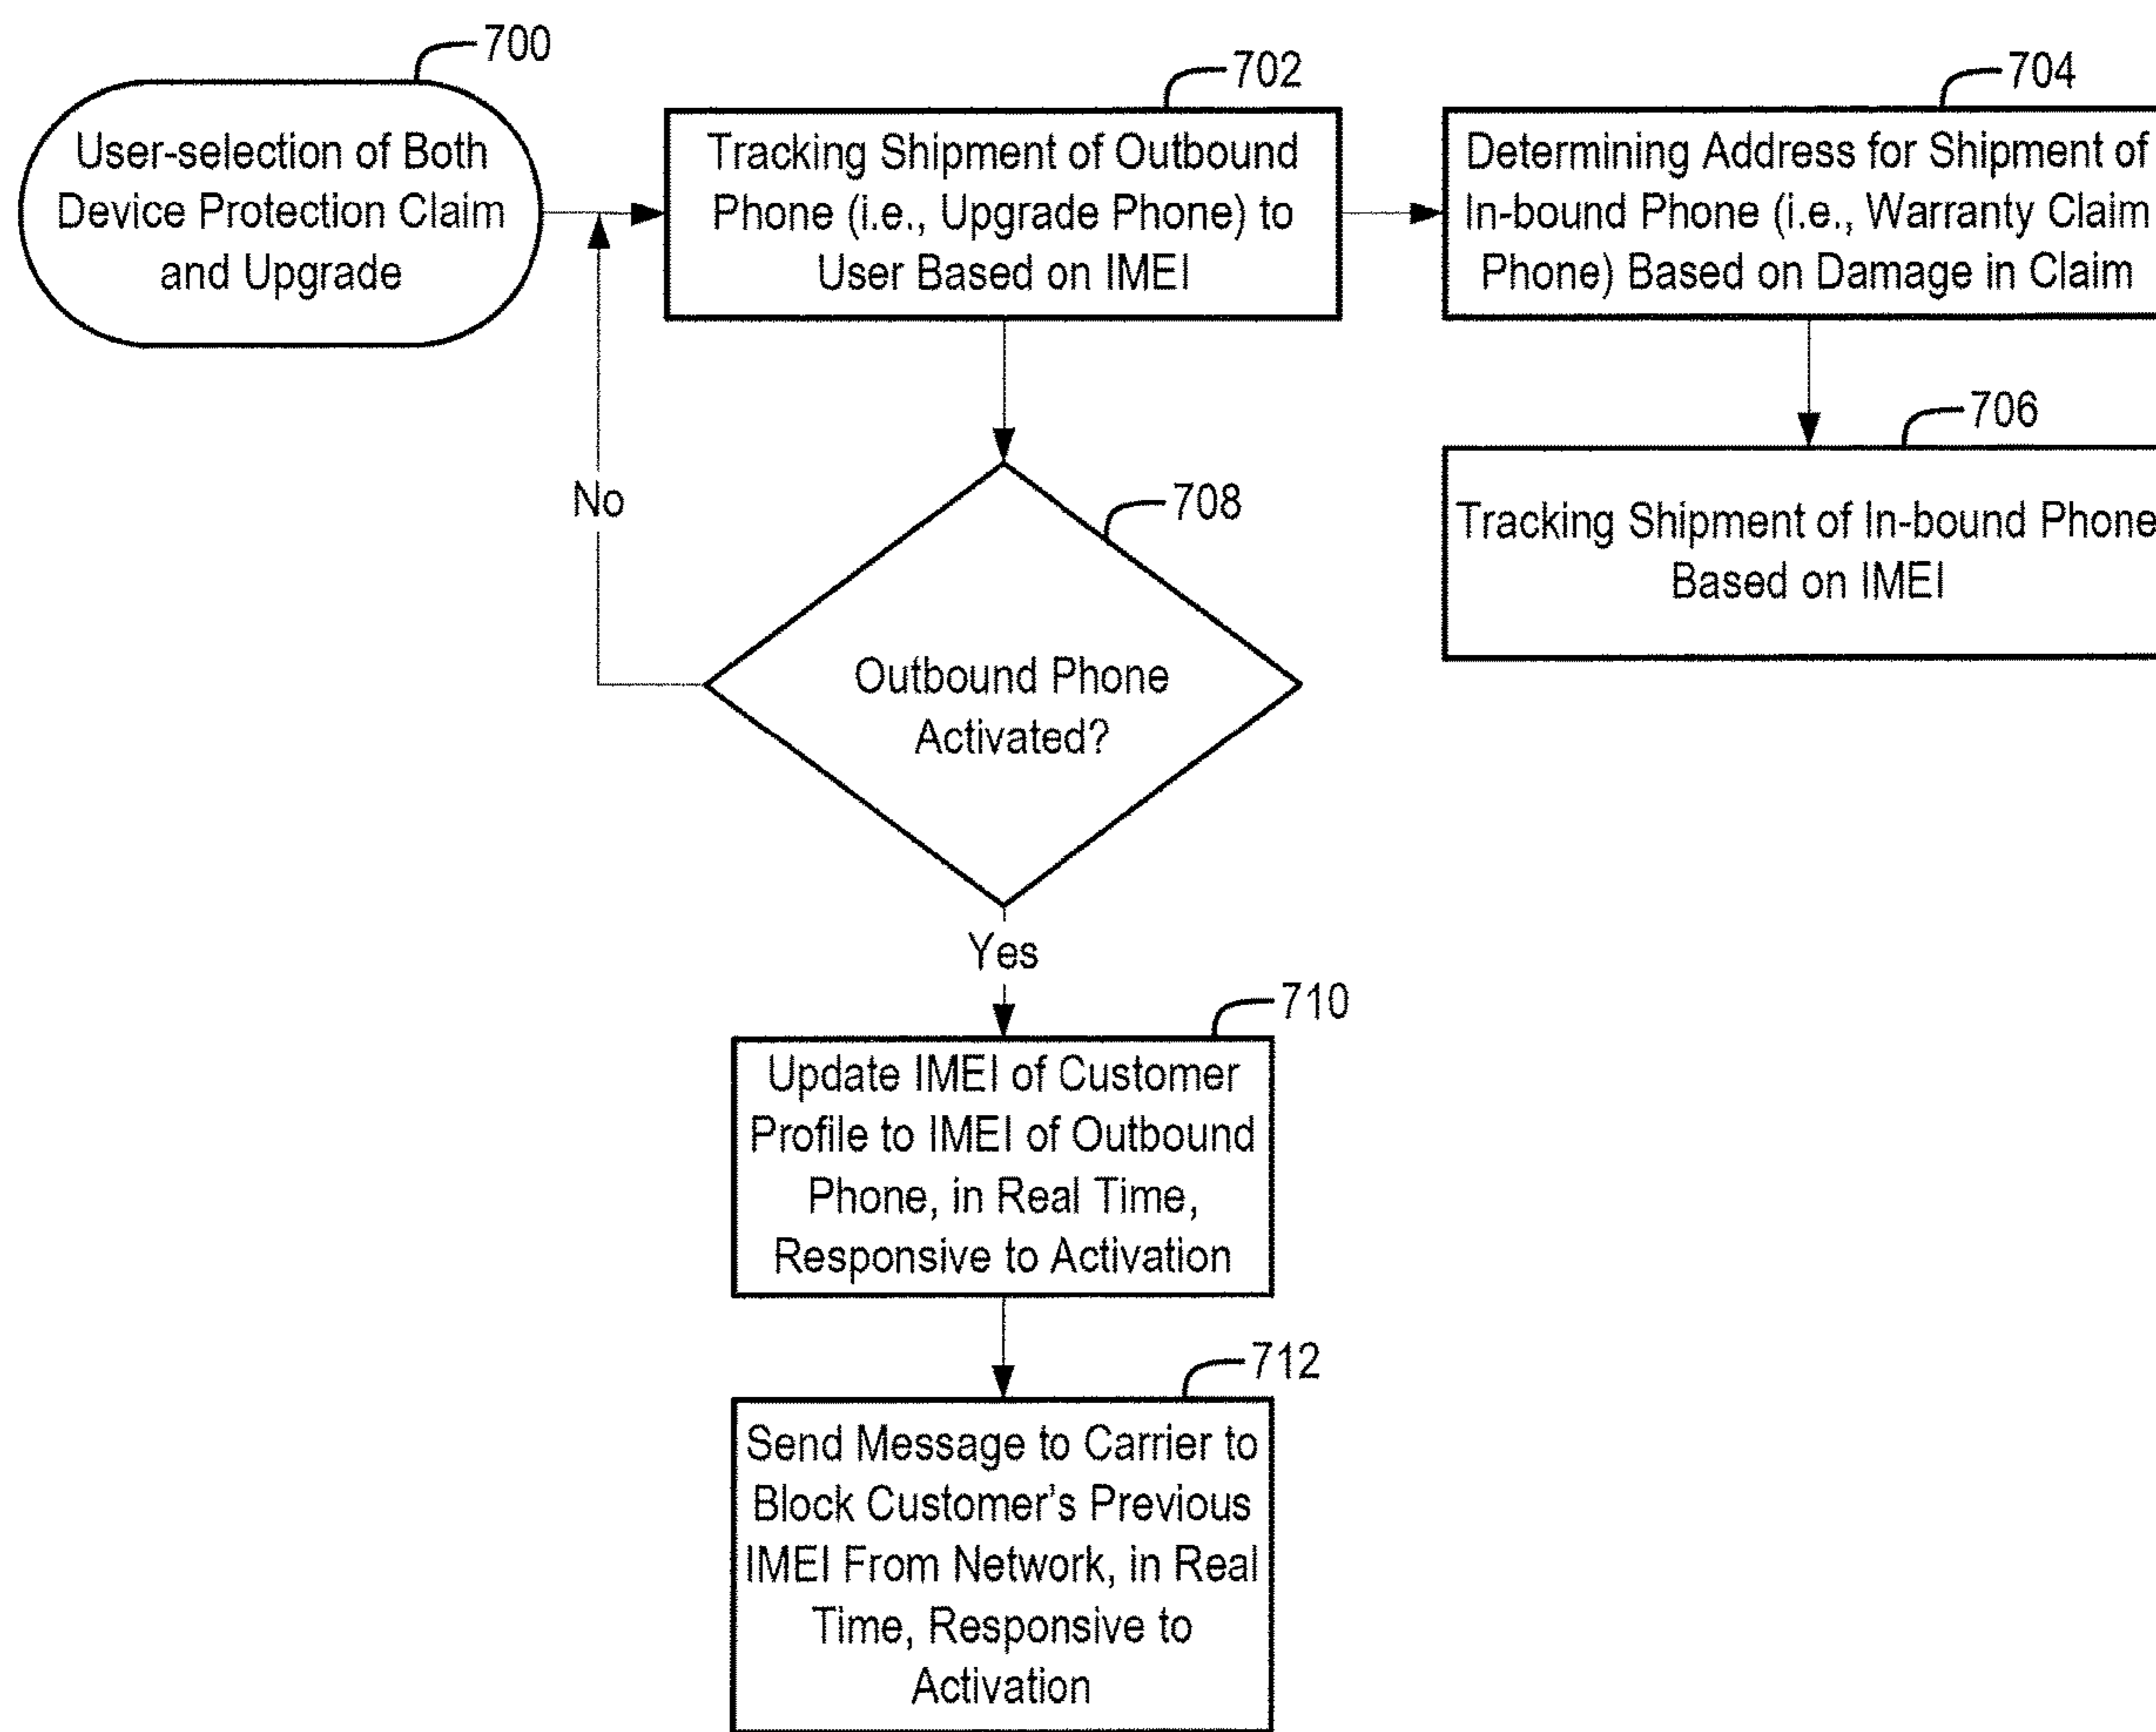 700
User-selection of Both
Device Protection Claim
and Upgrade
702
Tracking Shipment of Outbound
Phone (i.e., Upgrade Phone) to
User Based on IMEI
704
Determining Address for Shipment of
In-bound Phone (i.e., Warranty Claim
Phone) Based on Damage in Claim
706
Tracking Shipment of In-bound Phone
Based on IMEI
No
708
Outbound Phone
Activated?
Yes
710
Update IMEI of Customer
Profile to IMEI of Outbound
Phone, in Real Time,
Responsive to Activation
712
Send Message to Carrier to
Block Customer's Previous
IMEI From Network, in Real
Time, Responsive to
Activation